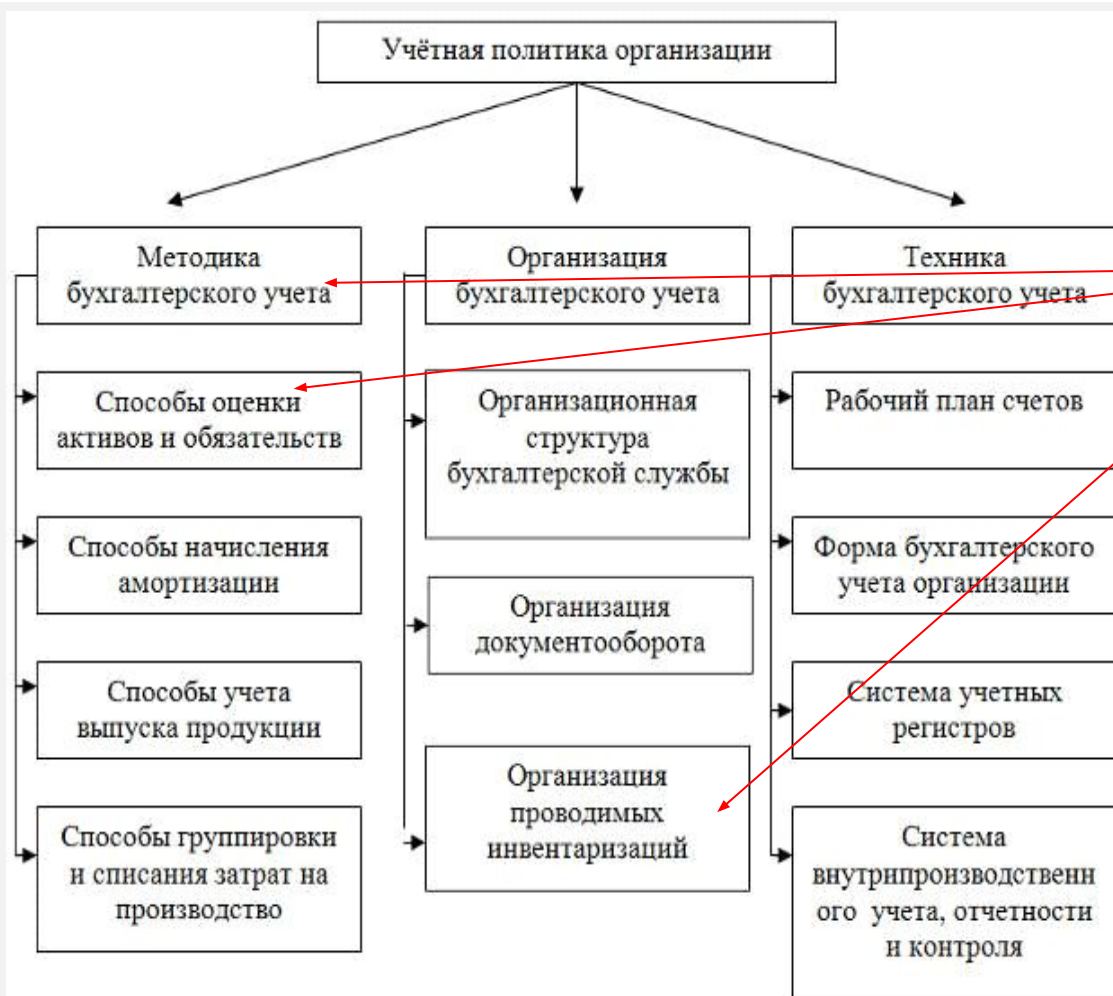 Учётная политика организации
Методика
бухгалтерского учета
Организация
бухгалтерского учета
Техника
бухгалтерского учета
Способы оценки
активов и обязательств
Организационная
структура
бухгалтерской службы
Рабочий план счетов
Способы начисления
амортизации
Форма бухгалтерского
учета организации
Организация
документооборота
Способы учета
выпуска продукции
Система учетных
регистров
Организация
проводимых
инвентаризаций
Способы группировки
и списания затрат на
производство
Система
внутрипроизводственн
ого учета, отчетности
и контроля